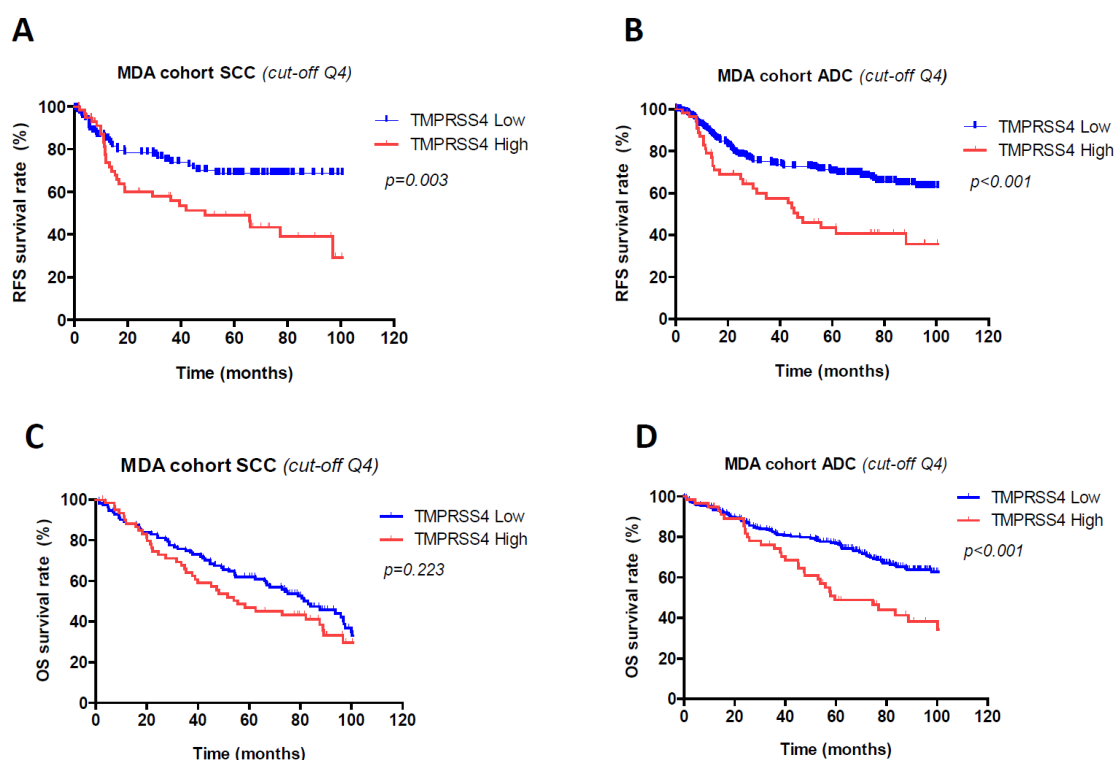 A
MDA cohort SCC (cut-off Q4)
RFS survival rate (%)
100
80
60
40
20
0
0 20 40 60 80 100 120
Time (months)
TMPRSS4 Low
TMPRSS4 High
p=0.003
B
MDA cohort ADC (cut-off Q4)
RFS survival rate (%)
100
80
60
40
20
0
0 20 40 60 80 100 120
Time (months)
TMPRSS4 Low
TMPRSS4 High
p<0.001
C
MDA cohort SCC (cut-off Q4)
OS survival rate (%)
100
80
60
40
20
0
0 20 40 60 80 100 120
Time (months)
TMPRSS4 Low
TMPRSS4 High
p=0.223
D
MDA cohort ADC (cut-off Q4)
OS survival rate (%)
100
80
60
40
20
0
0 20 40 60 80 100 120
Time (months)
TMPRSS4 Low
TMPRSS4 High
p<0.001